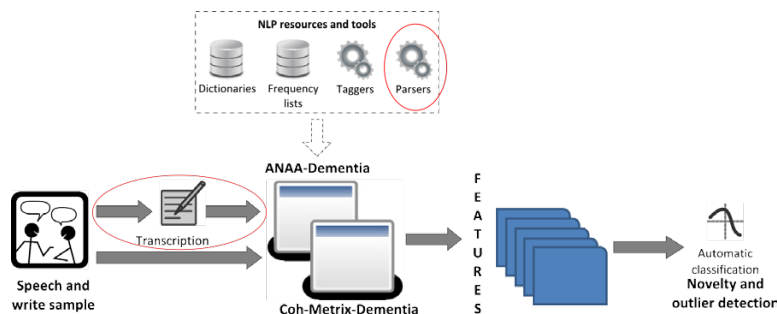 NLP resources and tools
Dictionaries
Frequency
lists
Taggers
Parsers
ANAA-Dementia
Transcription
Speech and
write sample
Coh-Metrix-Dementia
F
E
A
T
U
R
E
S
Automatic
classification
Novelty and
outlier detection